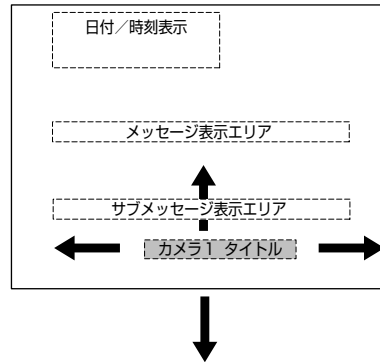 日付／時刻表示
メッセージ表示エリア
サブメッセージ表示エリア
カメラ1 タイトル